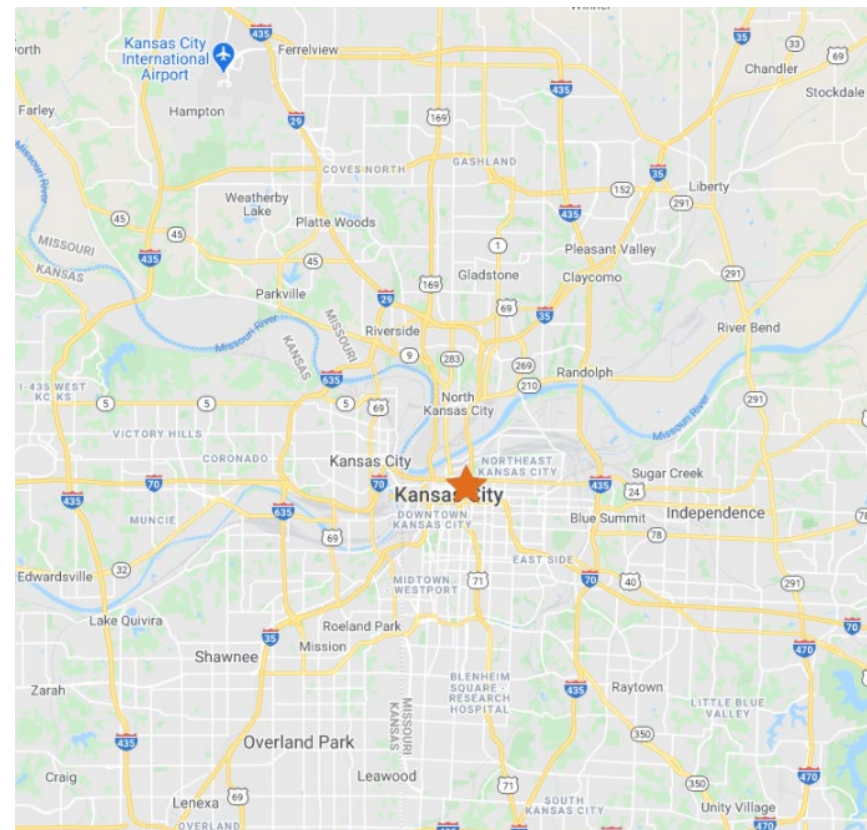 Winner
435
35
33
69
Kansas City
International
Airport
Ferrelview
Chandler
435
Stockdale
Farley
Hampton
29
169
35
COVES NORTH
GASHLAND
152
Liberty
291
Missouri River
Weatherby
Lake
Platte Woods
45
45
435
1
Pleasant Valley
MISSOURI
KANSAS
435
45
Gladstone
Claycomo
291
169
Parkville
29
69
35
Riverside
River Bend
Missouri River
MISSOURI
KANSAS
9
283
269
Randolph
210
635
I-435 WEST
KC KS
5
5
5
69
North
Kansas City
291
Missouri River
VICTORY HILLS
CORONADO
Kansas City
NORTHEAST
KANSAS CITY
Sugar Creek
70
70
435
24
435
Kansas City
635
DOWNTOWN
KANSAS CITY
Blue Summit
Independence
78
78
MUNCIE
69
EAST SIDE
32
Edwardsville
MIDTOWN
- WESTPORT
71
70
40
291
Lake Quivira
Roeland Park
70
35
Mission
470
Shawnee
BLENHEIM
SQUARE -
RESEARCH
HOSPITAL
435
Raytown
Zarah
MISSOURI
KANSAS
LITTLE BLUE
VALLEY
435
Overland Park
350
Craig
Leawood
71
350
470
Lenexa
69
SOUTH
KANSAS CITY
Unity Village
OVERLAND